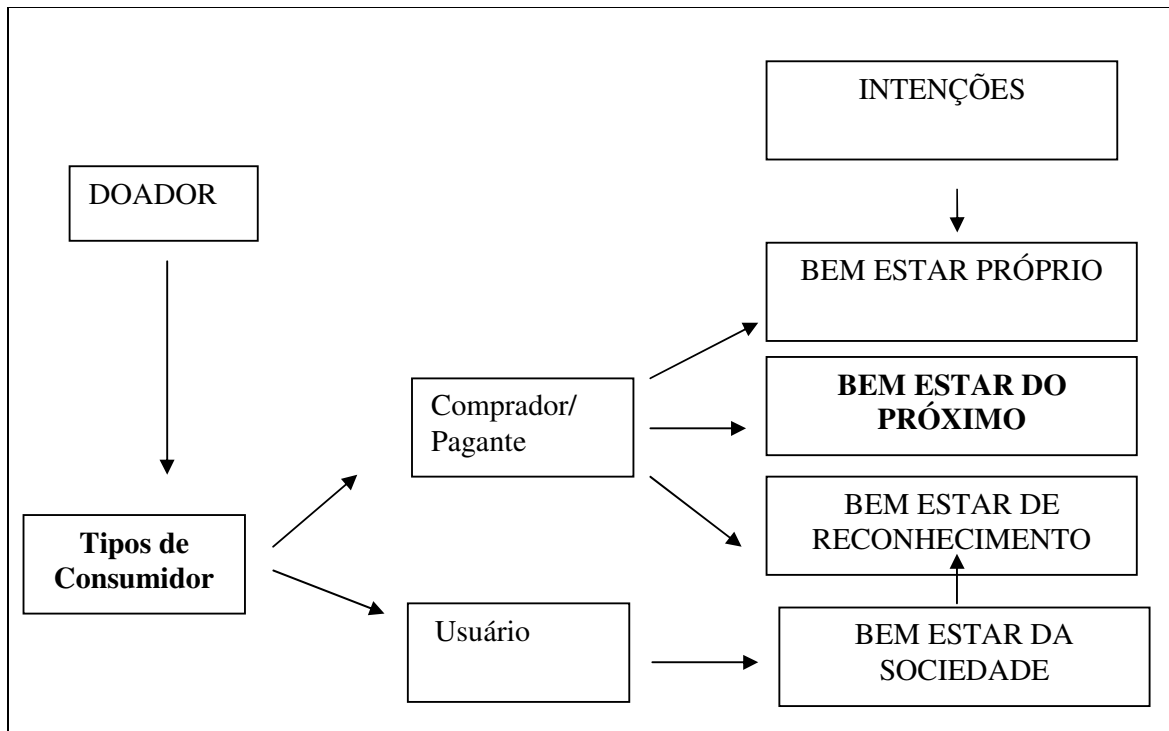 INTENÇÕES
DOADOR
BEM ESTAR PRÓPRIO
Comprador/
Pagante
BEM ESTAR DO
PRÓXIMO
Tipos de
Consumidor
BEM ESTAR DE
RECONHECIMENTO
Usuário
BEM ESTAR DA
SOCIEDADE